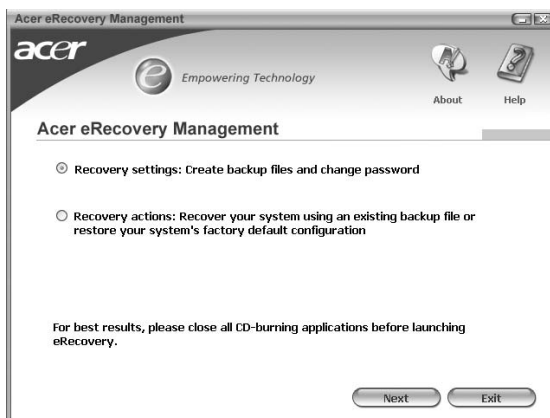 Acer eRecovery Management
acer
e
Empowering Technology
About
Help
Acer eRecovery Management
Recovery settings: Create backup files and change password
Recovery actions: Recover your system using an existing backup file or
restore your system's factory default configuration
For best results, please close all CD-burning applications before launching
eRecovery.
Next
Exit